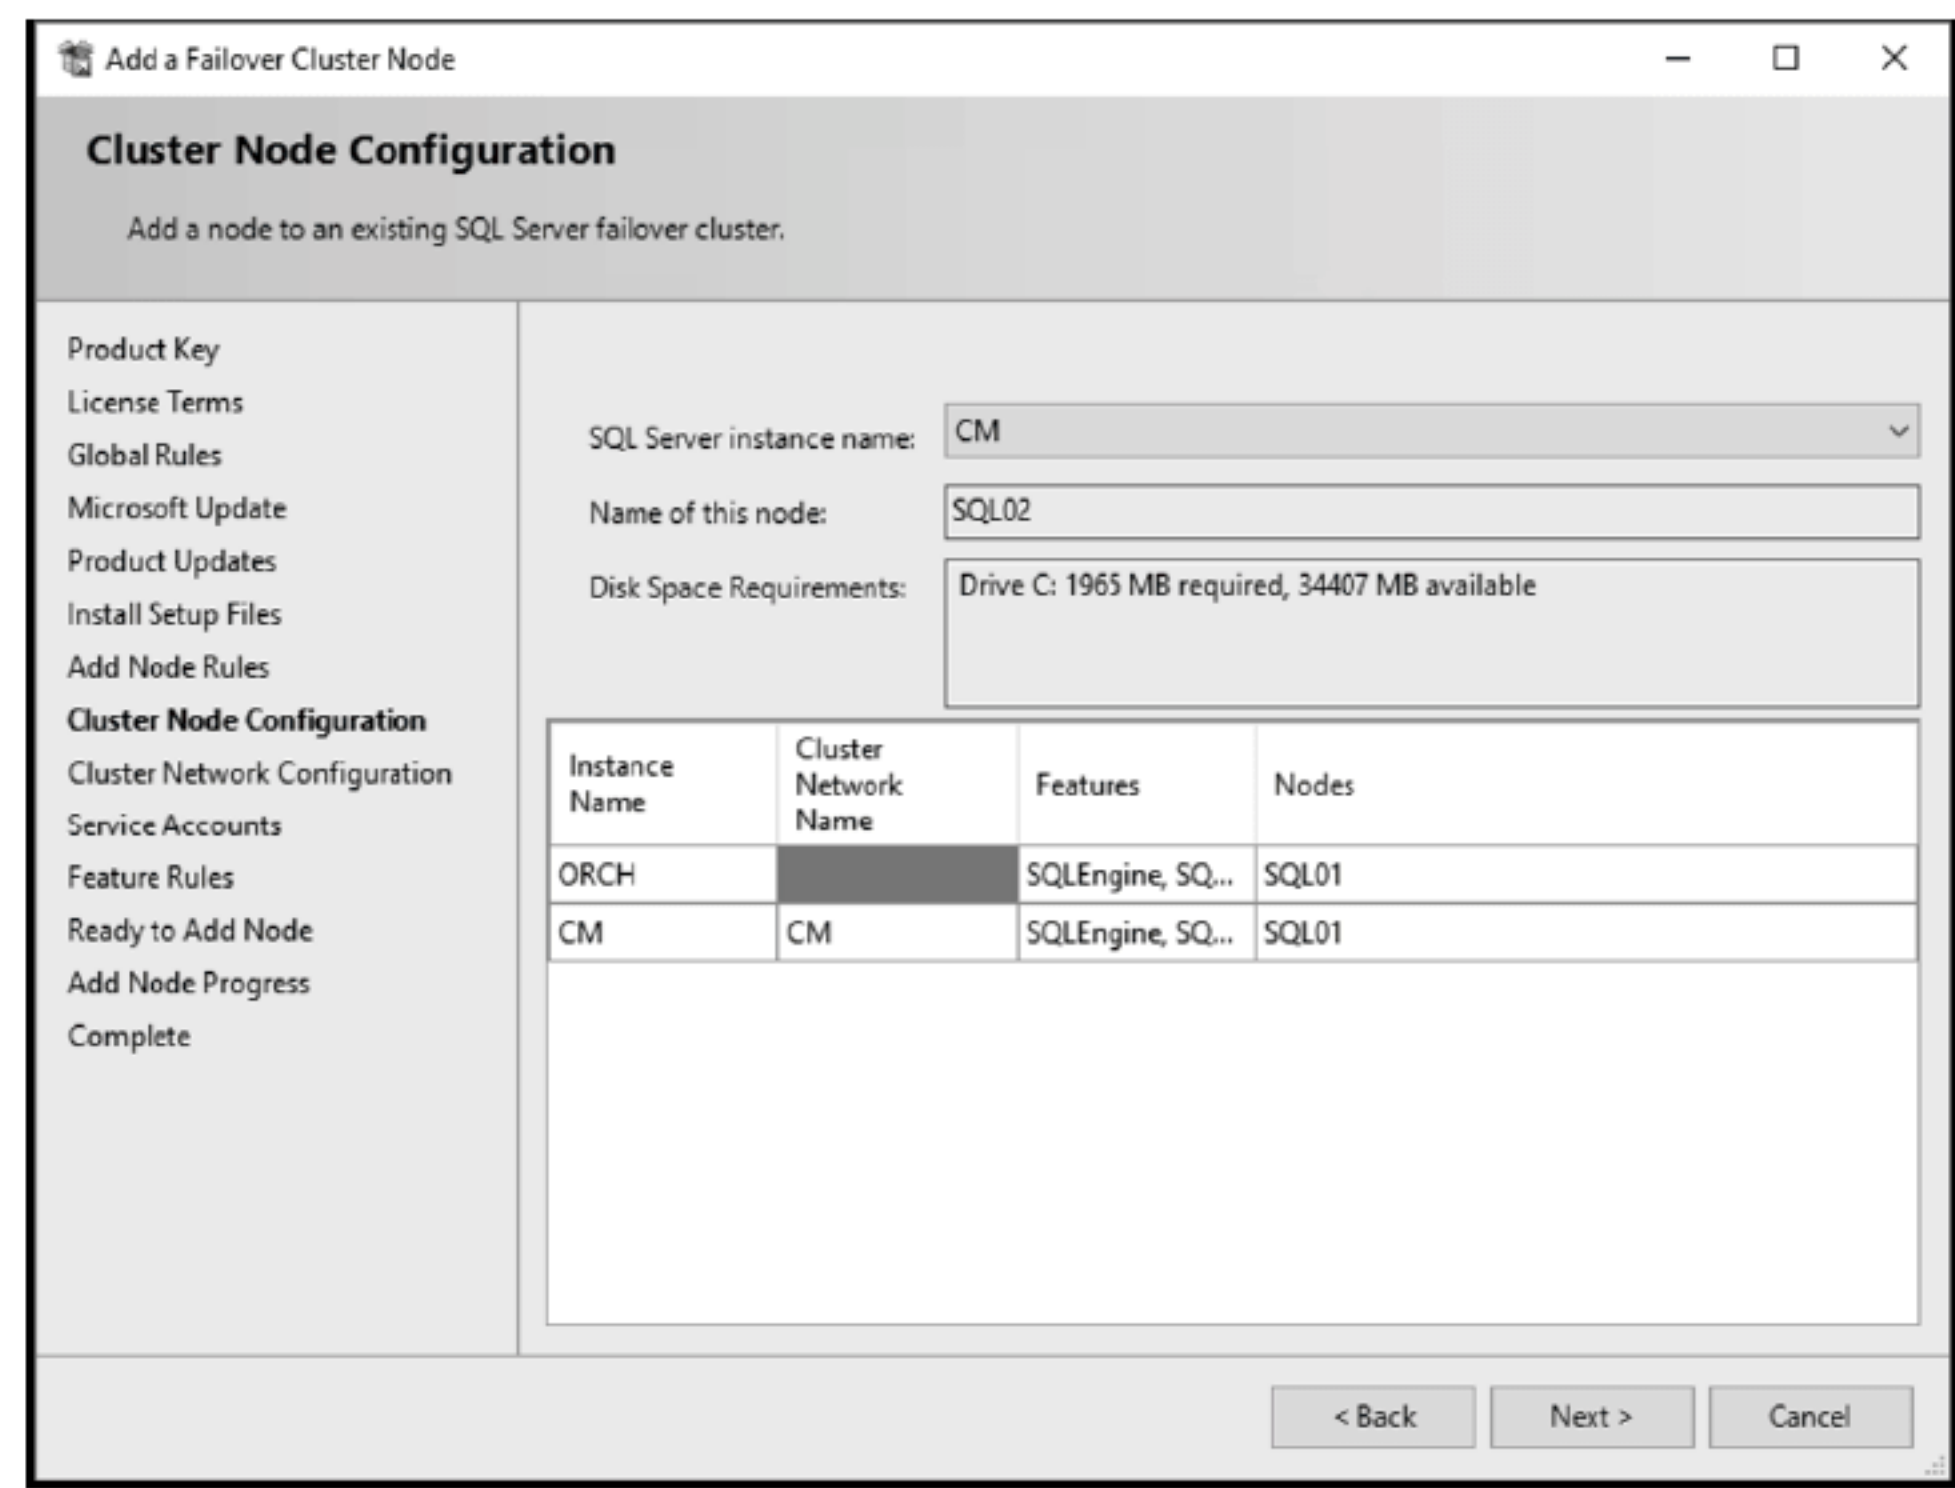 Add a Failover Cluster Node
Cluster Node Configuration
Add a node to an existing SQL Server failover cluster.
Product Key
License Terms
Global Rules
Microsoft Update
Product Updates
Install Setup Files
Add Node Rules
Cluster Node Configuration
Cluster Network Configuration
Service Accounts
Feature Rules
Ready to Add Node
Add Node Progress
Complete
SQL Server instance name: CM
Name of this node: SQL02
Disk Space Requirements: Drive C: 1965 MB required, 34407 MB available
Instance Name
Cluster Network Name
Features
Nodes
ORCH SQLEngine, SQ... SQL01
CM CM SQLEngine, SQ... SQL01
< Back
Next >
Cancel